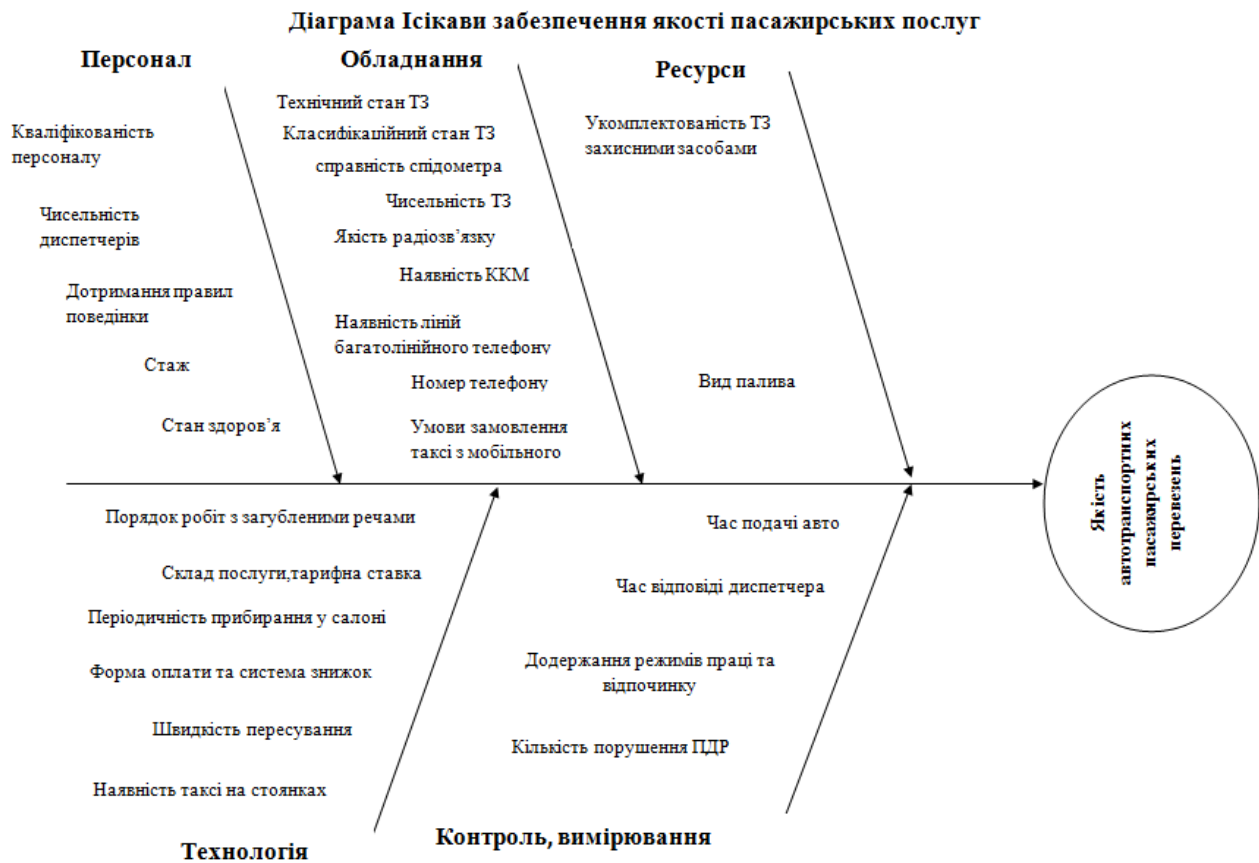 Діаграма Ісікави забезпечення якості пасажирських послуг
Персонал
Обладнання
Ресурси
Кваліфікованість
персоналу
Чисельність
диспетчерів
Дотримання правил
поведінки
Стаж
Стан здоров’я
Технічний стан ТЗ
Класифікаційний стан ТЗ
справність спідометра
Чисельність ТЗ
Якість радіозв’язку
Наявність ККМ
Наявність ліній
багатолінійного телефону
Номер телефону
Умови замовлення
таксі з мобільного
Укомплектованість ТЗ
захисними засобами
Вид палива
Якість
автотранспортних
пасажирських
перевезень
Порядок робіт з загубленими речами
Склад послуги,тарифна ставка
Періодичність прибирання у салоні
Форма оплати та система знижок
Швидкість пересування
Наявність таксі на стоянках
Час подачі авто
Час відповіді диспетчера
Додержання режимів праці та
відпочинку
Кількість порушення ПДР
Технологія
Контроль, вимірювання